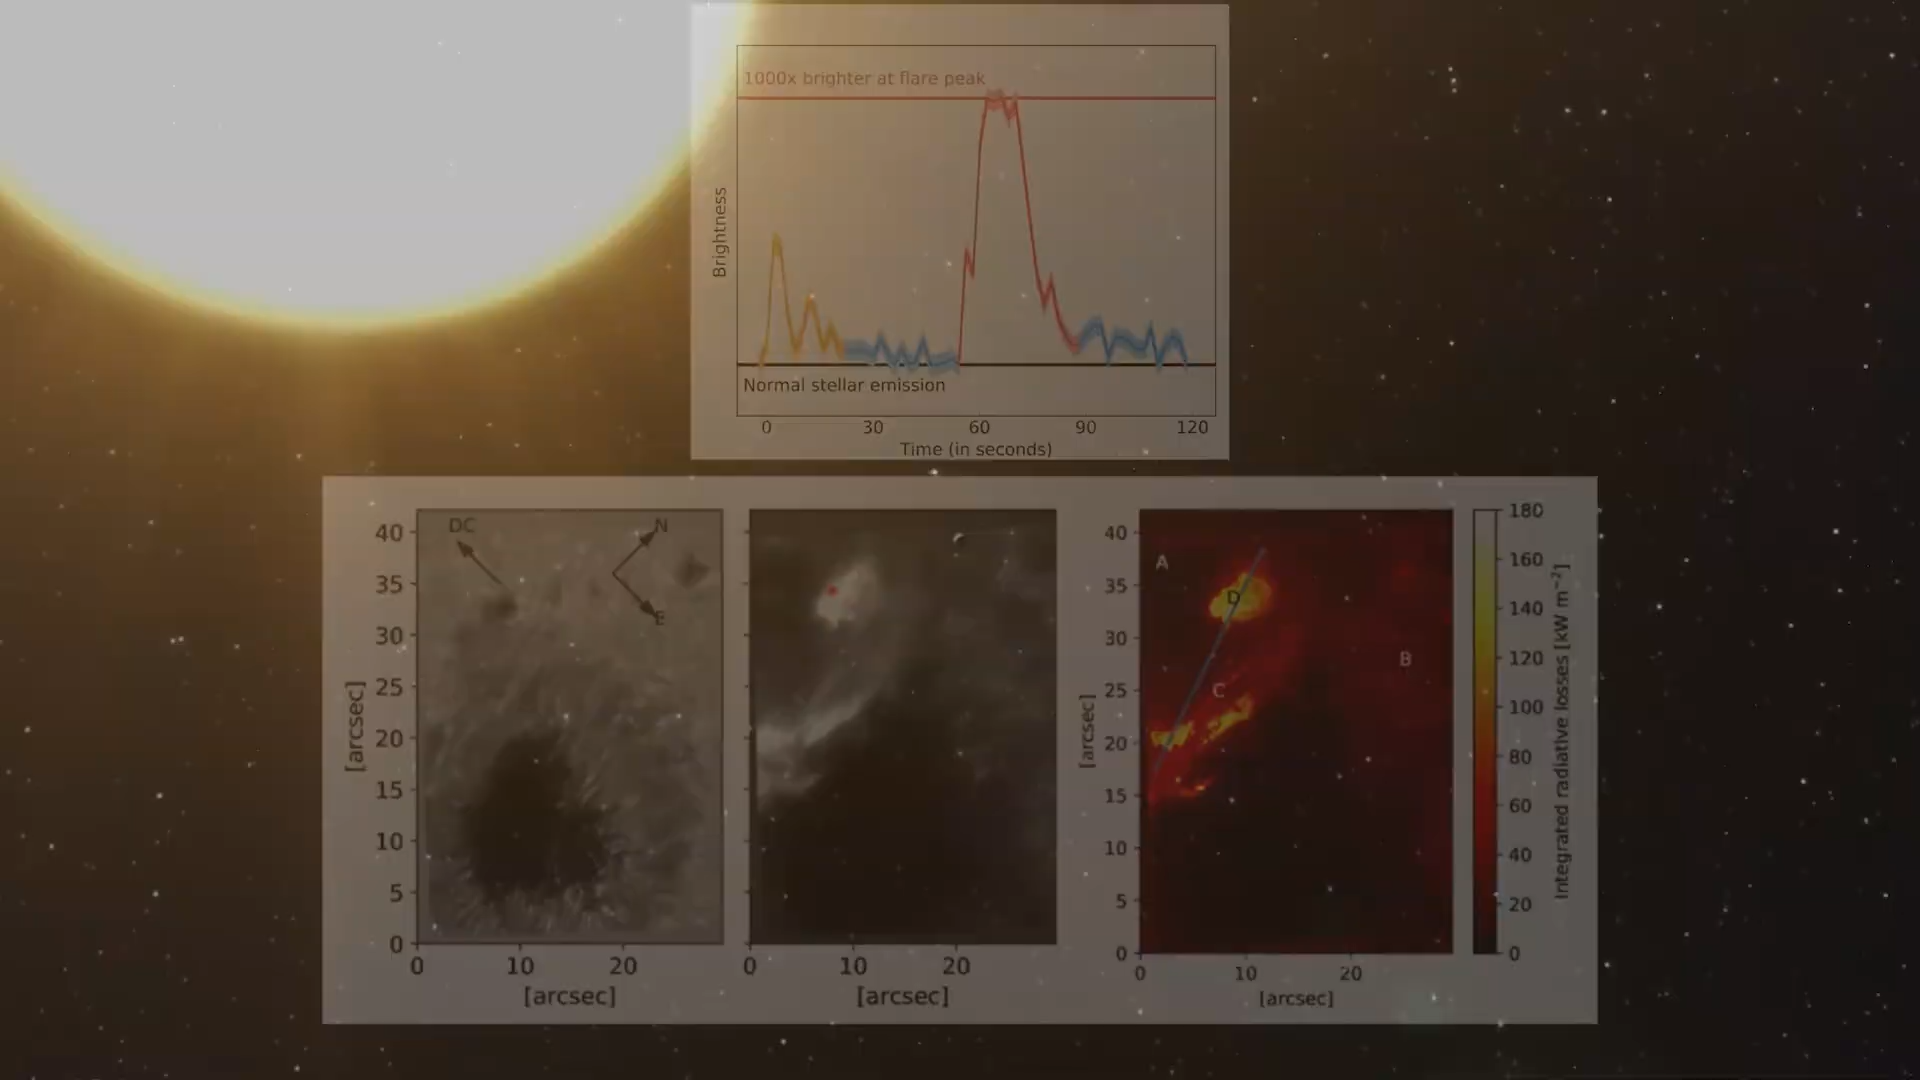 1000x brighter at flare peak
Brightness
Normal stellar emission
0 30 60 90 120
Time (in seconds)
DC
N
E
40
35
30
25
20
15
10
5
0
[arcsec]
0 10 20
[arcsec]
0 10 20
[arcsec]
A
D
B
C
40
35
30
25
20
15
10
5
0
[arcsec]
0 10 20
[arcsec]
180
160
140
120
100
80
60
40
20
0
Integrated radiative losses [kW m⁻²]